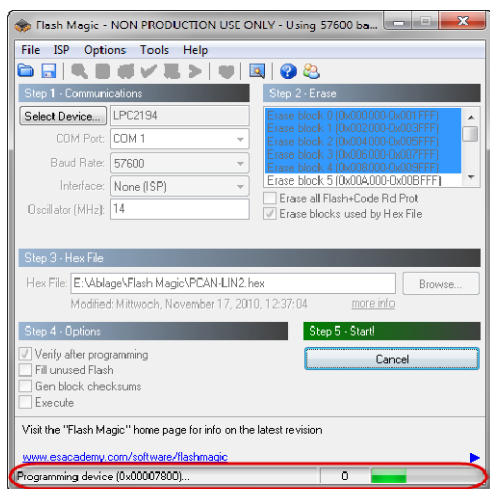 Flash Magic - NON PRODUCTION USE ONLY - Using 57600 ba...
File ISP Options Tools Help
Step 1 - Communications
Step 2 - Erase
Select Device... LPC2194
COM Port: COM 1
Baud Rate: 57600
Interface: None (ISP)
Oscillator (MHz): 14
Erase block 0 (0x000000-0x001FFF)
Erase block 1 (0x002000-0x003FFF)
Erase block 2 (0x004000-0x005FFF)
Erase block 3 (0x006000-0x007FFF)
Erase block 4 (0x008000-0x009FFF)
Erase block 5 (0x00A000-0x00BFFF)
Erase all Flash+Code Rd Prot
Erase blocks used by Hex File
Step 3 - Hex File
Hex File: E:\Ablage\Flash Magic\PCAN-LIN2.hex Browse...
Modified: Mittwoch, November 17, 2010, 12:37:04 more info
Step 4 - Options
Step 5 - Start!
Verify after programming
Fill unused Flash
Gen block checksums
Execute
Cancel
Visit the "Flash Magic" home page for info on the latest revision
www.esacademy.com/software/flashmagic
Programming device (0x00007800)... 0